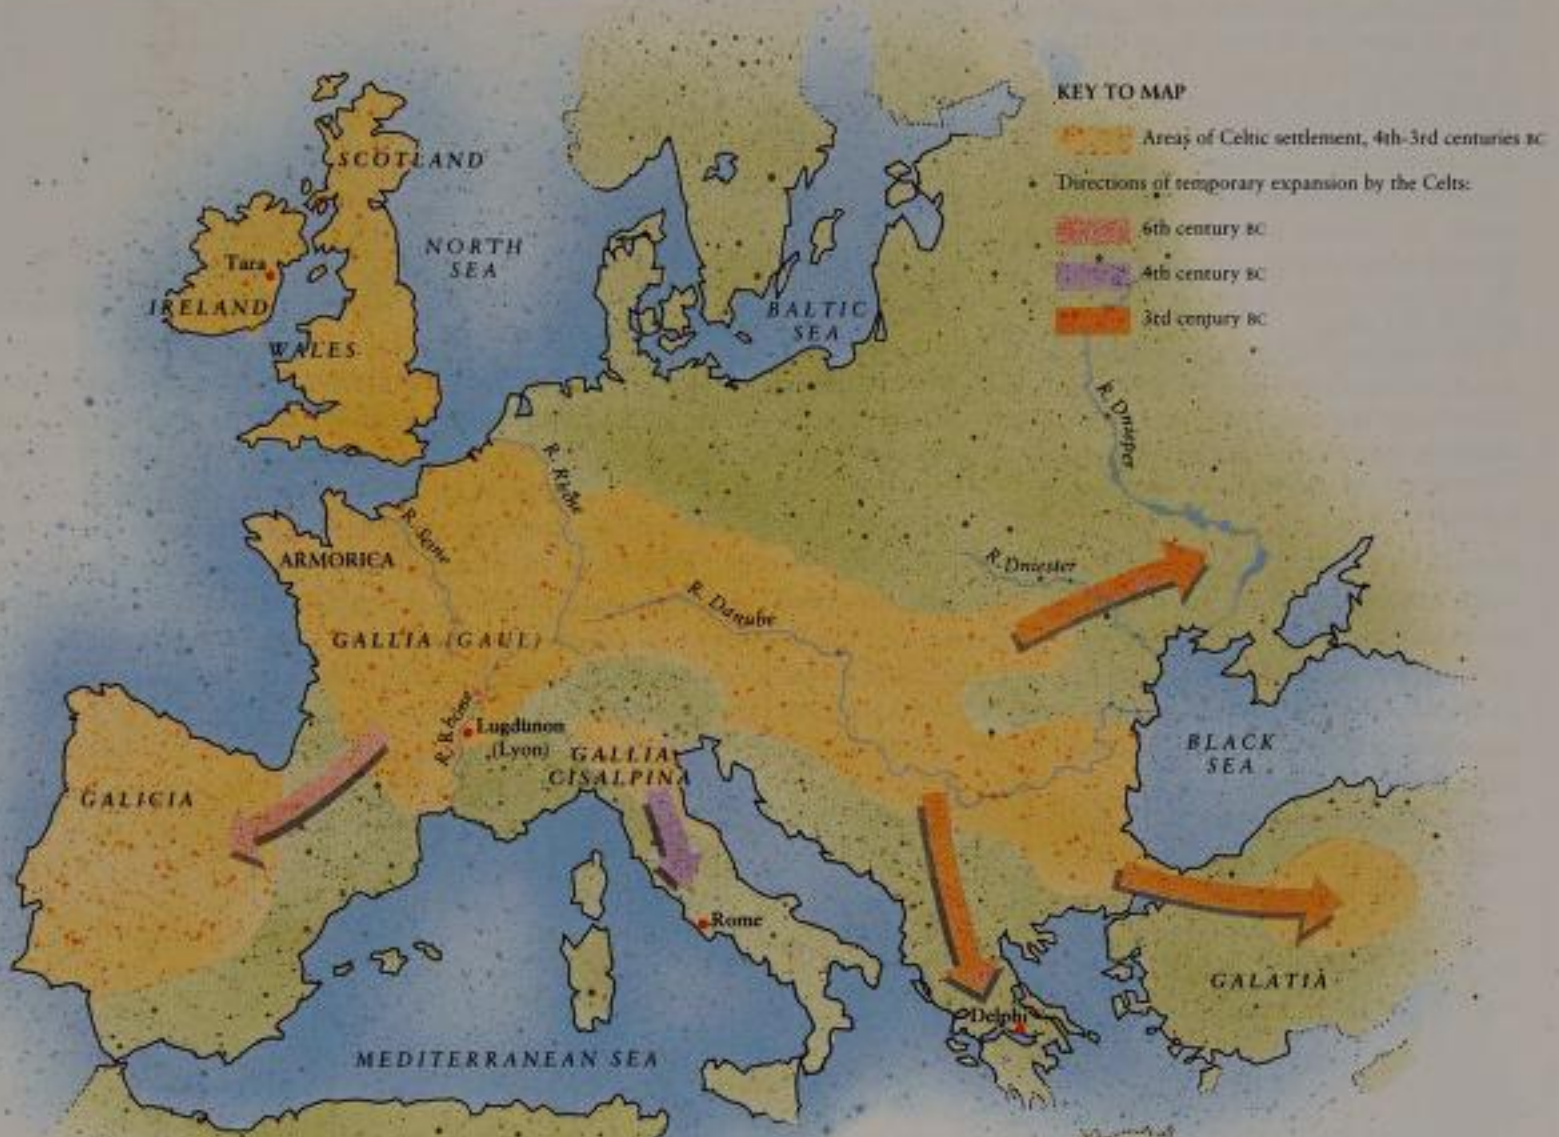 KEY TO MAP
Areas of Celtic settlement, 4th-3rd centuries BC
Directions of temporary expansion by the Celts:
6th century BC
4th century BC
3rd century BC
SCOTLAND
NORTH
SEA
Tara
IRELAND
WALES
BALTIC
SEA
R. Dnieper
R. Rhine
R. Seine
ARMORICA
R. Dniester
R. Danube
GALLIA (GAUL)
R. Rhone
Lugdunon
(Lyon)
GALLIA
CISALPINA
BLACK
SEA
GALICIA
Rome
GALATIA
Delphi
MEDITERRANEAN SEA